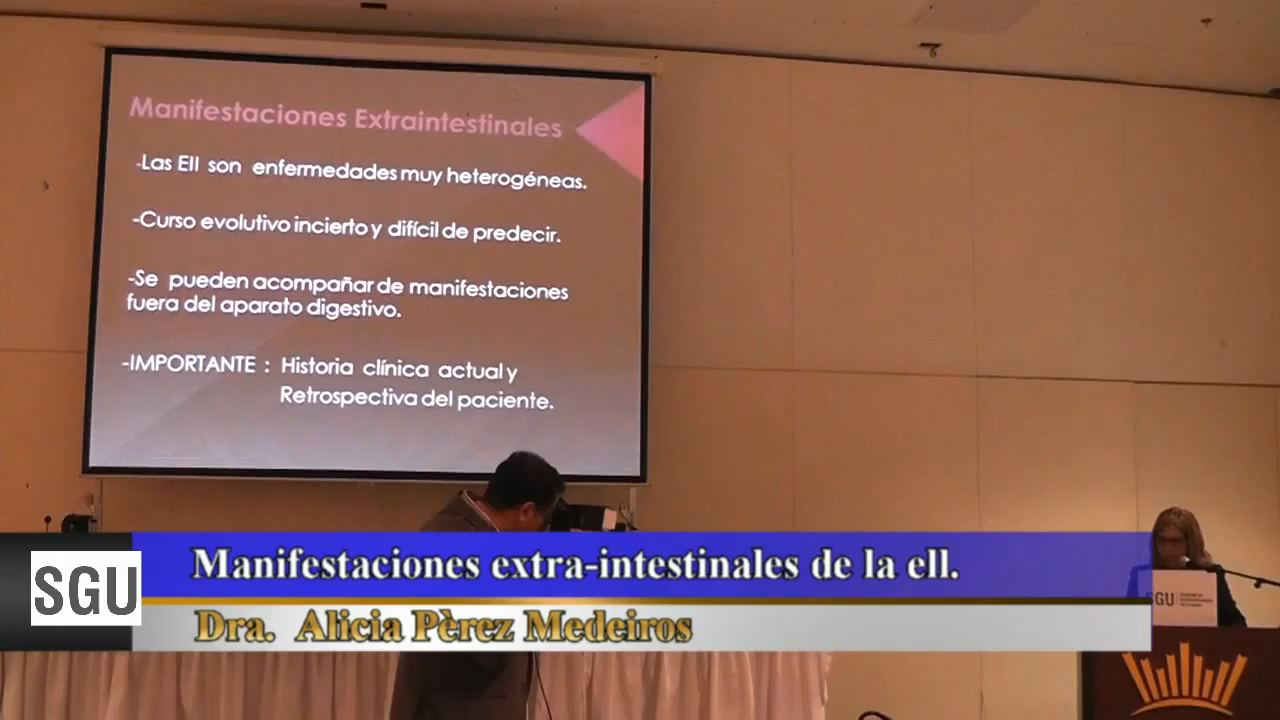 Manifestaciones Extraintestinales
-Las EII son enfermedades muy heterogéneas.
-Curso evolutivo incierto y difícil de predecir.
-Se pueden acompañar de manifestaciones
fuera del aparato digestivo.
-IMPORTANTE : Historia clínica actual y
Retrospectiva del paciente.
Manifestaciones extra-intestinales de la ell.
SGU
Dra. Alicia Pèrez Medeiros
SGU